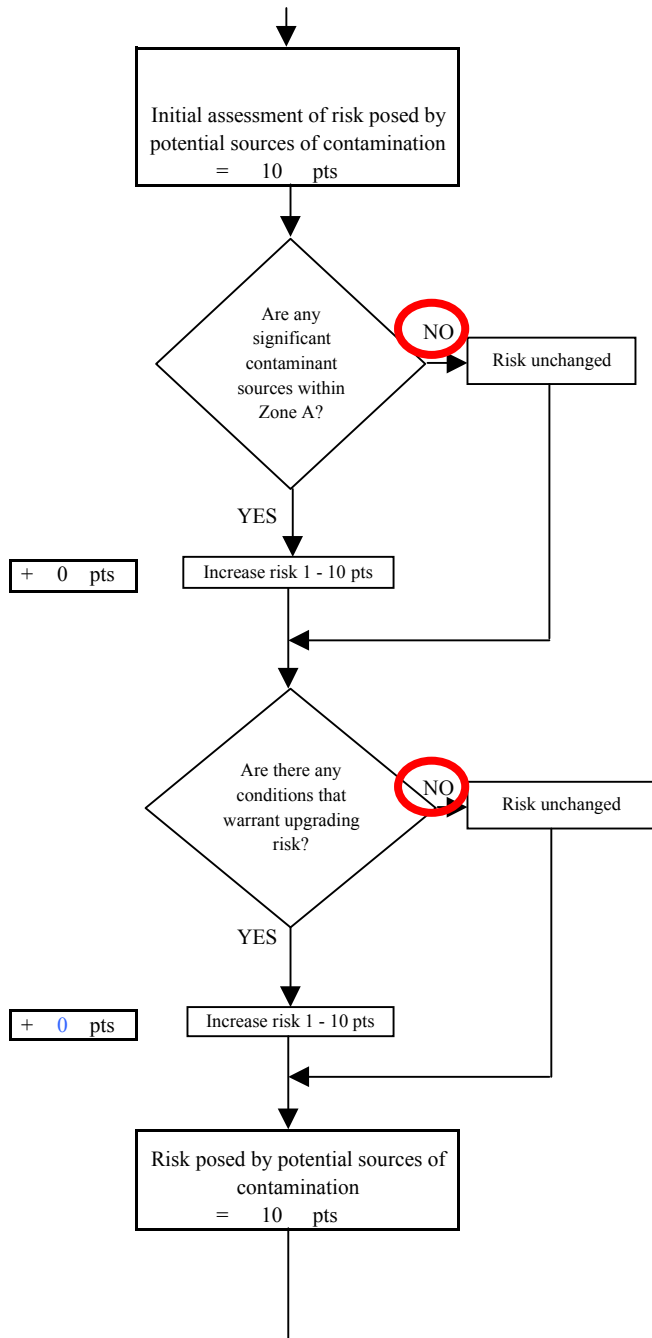 Initial assessment of risk posed by
potential sources of contamination
= 10 pts
Are any
significant
contaminant
sources within
Zone A?
NO
Risk unchanged
YES
+ 0 pts
Increase risk 1 - 10 pts
Are there any
conditions that
warrant upgrading
risk?
NO
Risk unchanged
YES
+ 0 pts
Increase risk 1 - 10 pts
Risk posed by potential sources of
contamination
= 10 pts